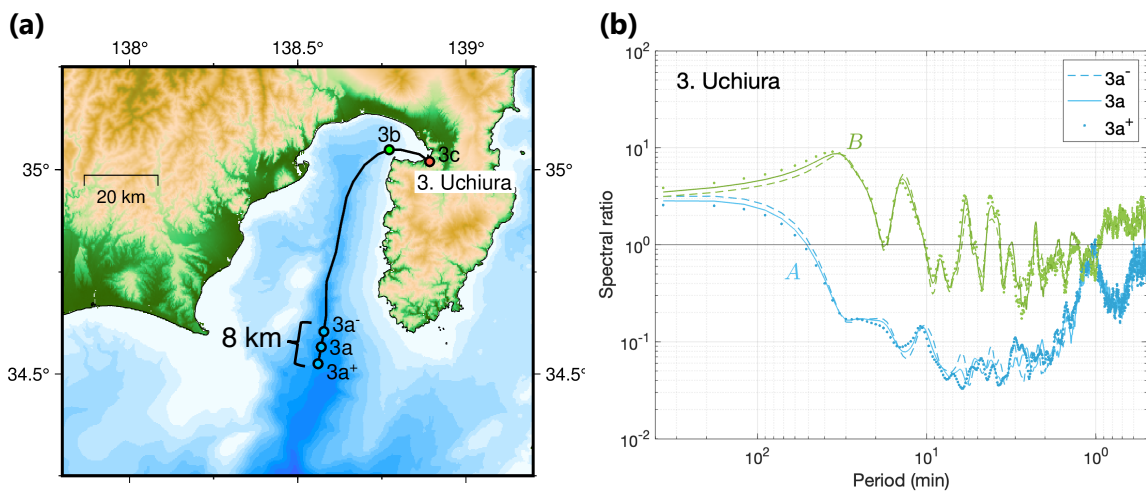 (a)
138°
138.5°
139°
35°
35°
34.5°
34.5°
20 km
3b
3c
3. Uchiura
8 km
3a⁻
3a
3a⁺
(b)
3. Uchiura
3a⁻
3a
3a⁺
B
A
10²
10¹
10⁰
10⁻¹
10⁻²
Spectral ratio
10²
10¹
10⁰
Period (min)